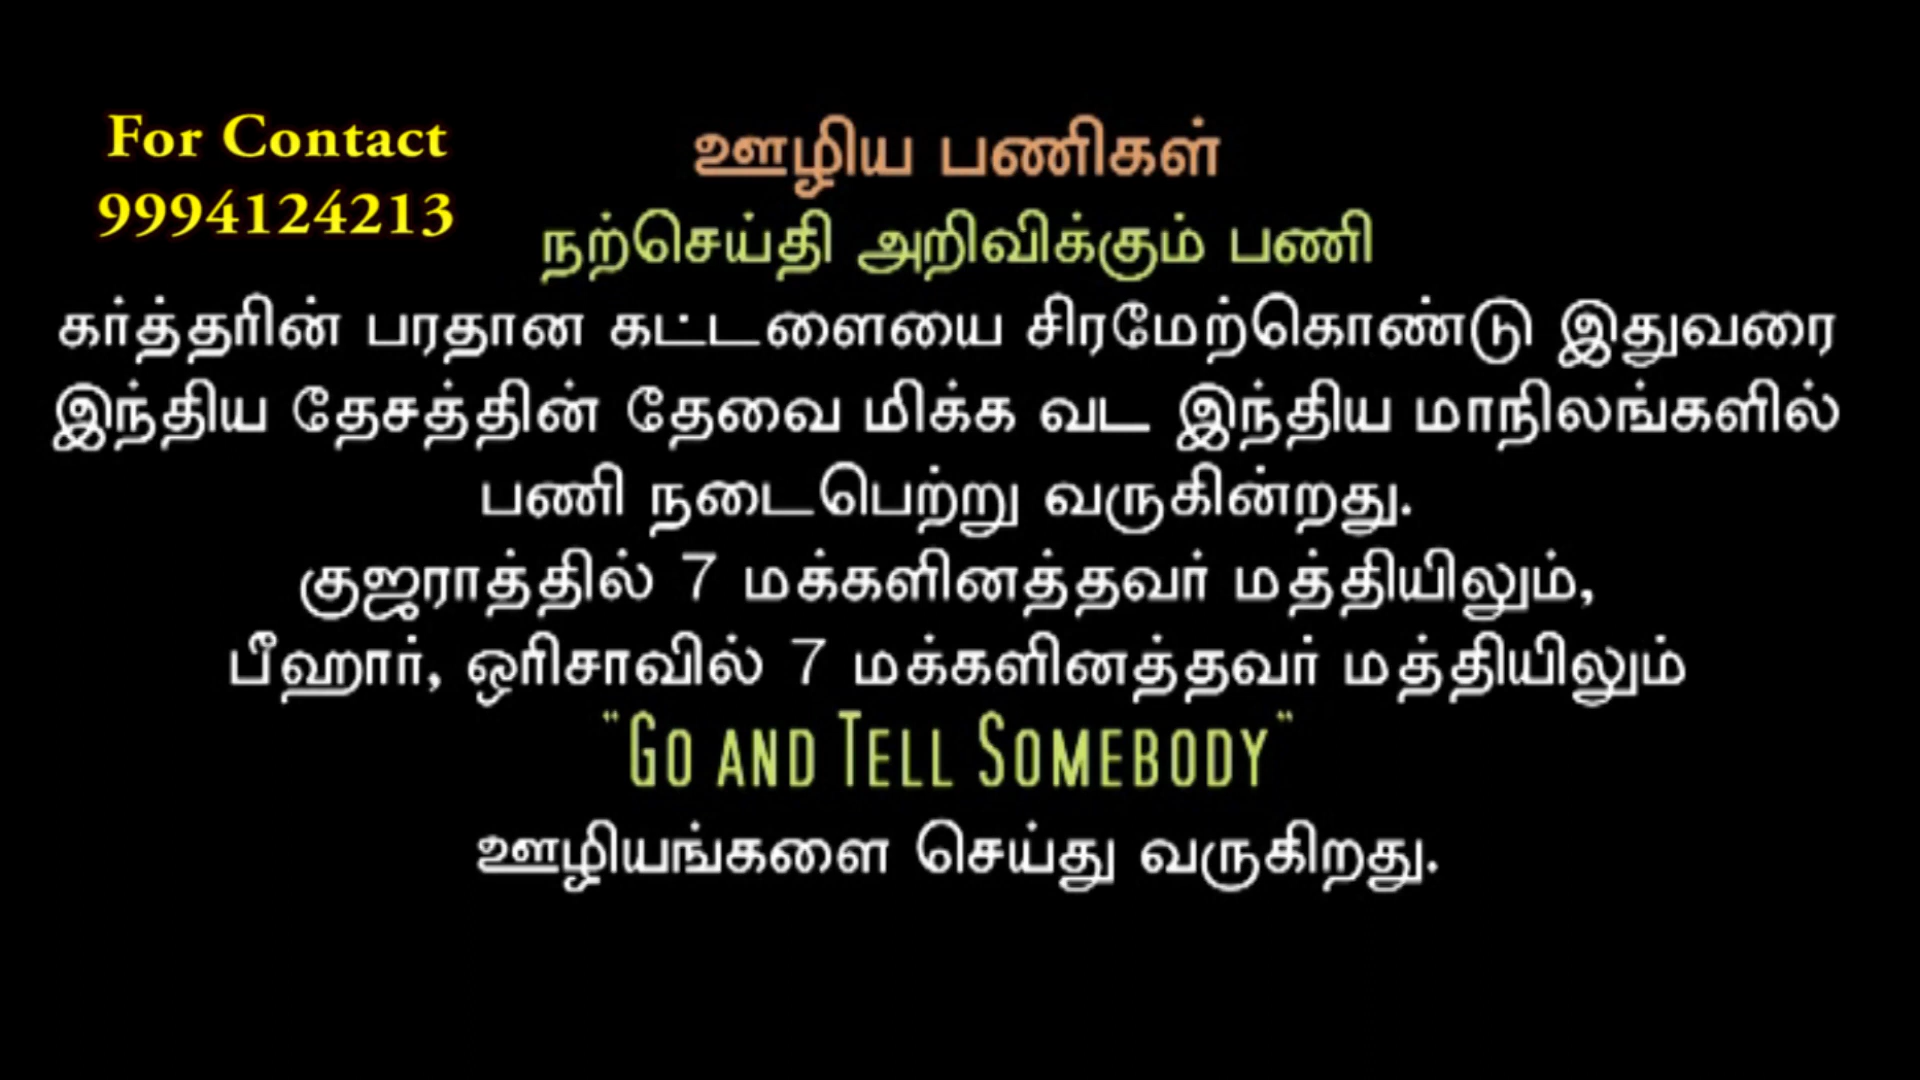 For Contact
9994124213
ஊழிய பணிகள்
நற்செய்தி அறிவிக்கும் பணி
கர்த்தரின் பரதான கட்டளையை சிரமேற்கொண்டு இதுவரை
இந்திய தேசத்தின் தேவை மிக்க வட இந்திய மாநிலங்களில்
பணி நடைபெற்று வருகின்றது.
குஜராத்தில் 7 மக்களினத்தவர் மத்தியிலும்,
பீஹார், ஒரிசாவில் 7 மக்களினத்தவர் மத்தியிலும்
"GO AND TELL SOMEBODY"
ஊழியங்களை செய்து வருகிறது.